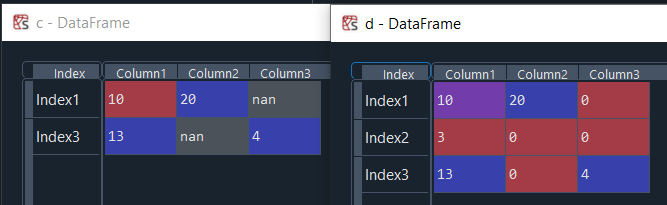 c - DataFrame
Index Column1 Column2 Column3
Index1 10 20 nan
Index3 13 nan 4
d - DataFrame
Index Column1 Column2 Column3
Index1 10 20 0
Index2 3 0 0
Index3 13 0 4